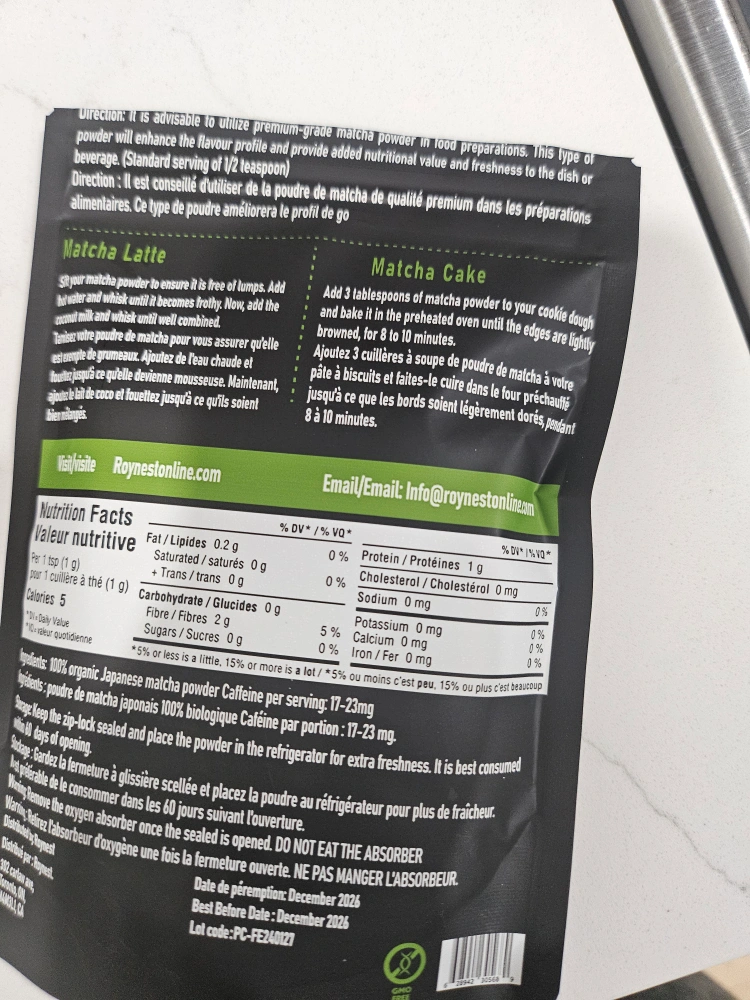 Direction: It is advisable to utilize premium-grade matcha powder in food preparations. This type of
powder will enhance the flavour profile and provide added nutritional value and freshness to the dish or
beverage. (Standard serving of 1/2 teaspoon)
Direction : Il est conseillé d'utiliser de la poudre de matcha de qualité premium dans les préparations
alimentaires. Ce type de poudre améliorera le profil de go
Matcha Latte
Sift your matcha powder to ensure it is free of lumps. Add
hot water and whisk until it becomes frothy. Now, add the
coconut milk and whisk until well combined.
Tamisez votre poudre de matcha pour vous assurer qu'elle
est exempte de grumeaux. Ajoutez de l'eau chaude et
fouettez jusqu'à ce qu'elle devienne mousseuse. Maintenant,
ajoutez le lait de coco et fouettez jusqu'à ce qu'ils soient
bien mélangés.
Matcha Cake
Add 3 tablespoons of matcha powder to your cookie dough
and bake it in the preheated oven until the edges are lightly
browned, for 8 to 10 minutes.
Ajoutez 3 cuillères à soupe de poudre de matcha à votre
pâte à biscuits et faites-le cuire dans le four préchauffé
jusqu'à ce que les bords soient légèrement dorés, pendant
8 à 10 minutes.
Visit/visite Roynestonline.com
Email/Email: Info@roynestonline.com
Nutrition Facts
Valeur nutritive
Per 1 tsp (1 g)
pour 1 cuillère à thé (1 g)
Calories 5
*DV= Daily Value
*VQ= valeur quotidienne
% DV* / % VQ*
Fat / Lipides 0.2 g 0 %
Saturated / saturés 0 g
+ Trans / trans 0 g 0 %
Carbohydrate / Glucides 0 g
Fibre / Fibres 2 g 5 %
Sugars / Sucres 0 g 0 %
% DV* / % VQ*
Protein / Protéines 1 g
Cholesterol / Cholestérol 0 mg
Sodium 0 mg 0 %
Potassium 0 mg 0 %
Calcium 0 mg 0 %
Iron / Fer 0 mg 0 %
*5% or less is a little, 15% or more is a lot / *5% ou moins c'est peu, 15% ou plus c'est beaucoup
Ingredients: 100% organic Japanese matcha powder Caffeine per serving: 17-23mg
Ingrédients : poudre de matcha japonais 100% biologique Caféine par portion : 17-23 mg.
Storage: Keep the zip-lock sealed and place the powder in the refrigerator for extra freshness. It is best consumed
within 60 days of opening.
Stockage : Gardez la fermeture à glissière scellée et placez la poudre au réfrigérateur pour plus de fraîcheur.
Il est préférable de le consommer dans les 60 jours suivant l'ouverture.
Warning: Remove the oxygen absorber once the sealed is opened. DO NOT EAT THE ABSORBER
Warning: Retirez l'absorbeur d'oxygène une fois la fermeture ouverte. NE PAS MANGER L'ABSORBEUR.
Distributed by: Roynest
Distribué par : Roynest.
Toronto, ON,
Date de péremption: December 2026
Best Before Date : December 2026
Lot code:PC-FE240127
GMO
FREE
6 28942 30568 9